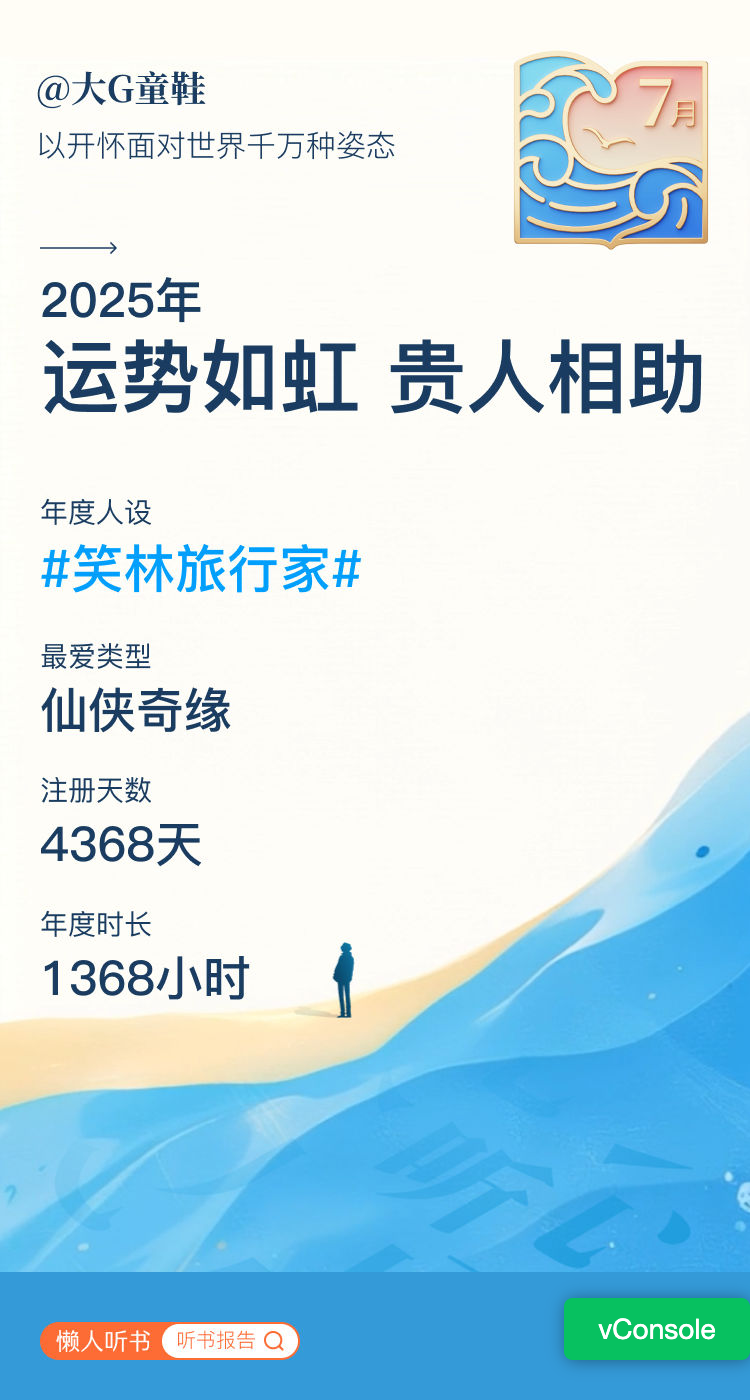 @大G童鞋
以开怀面对世界千万种姿态
7月
2025年
运势如虹 贵人相助
年度人设
#笑林旅行家#
最爱类型
仙侠奇缘
注册天数
4368天
年度时长
1368小时
听 心
懒人听书 听书报告
vConsole